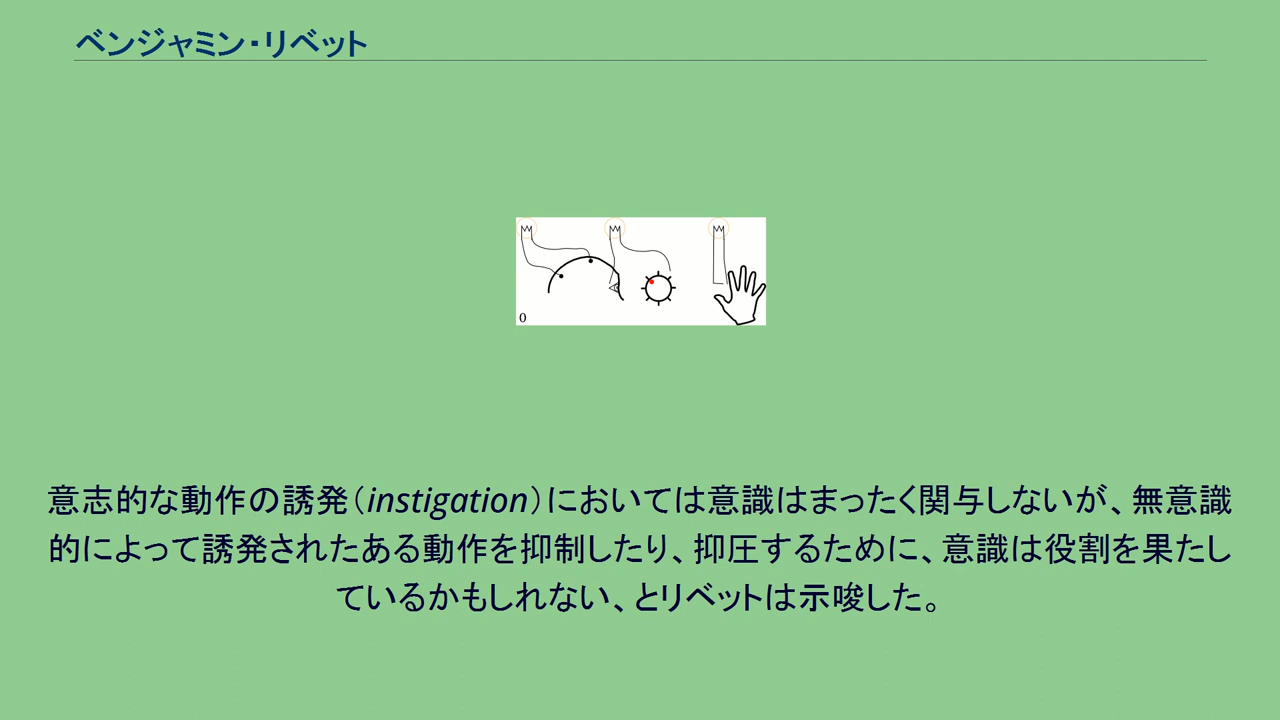 ベンジャミン・リベット
0
意志的な動作の誘発（instigation）においては意識はまったく関与しないが、無意識
的によって誘発されたある動作を抑制したり、抑圧するために、意識は役割を果たし
ているかもしれない、とリベットは示唆した。